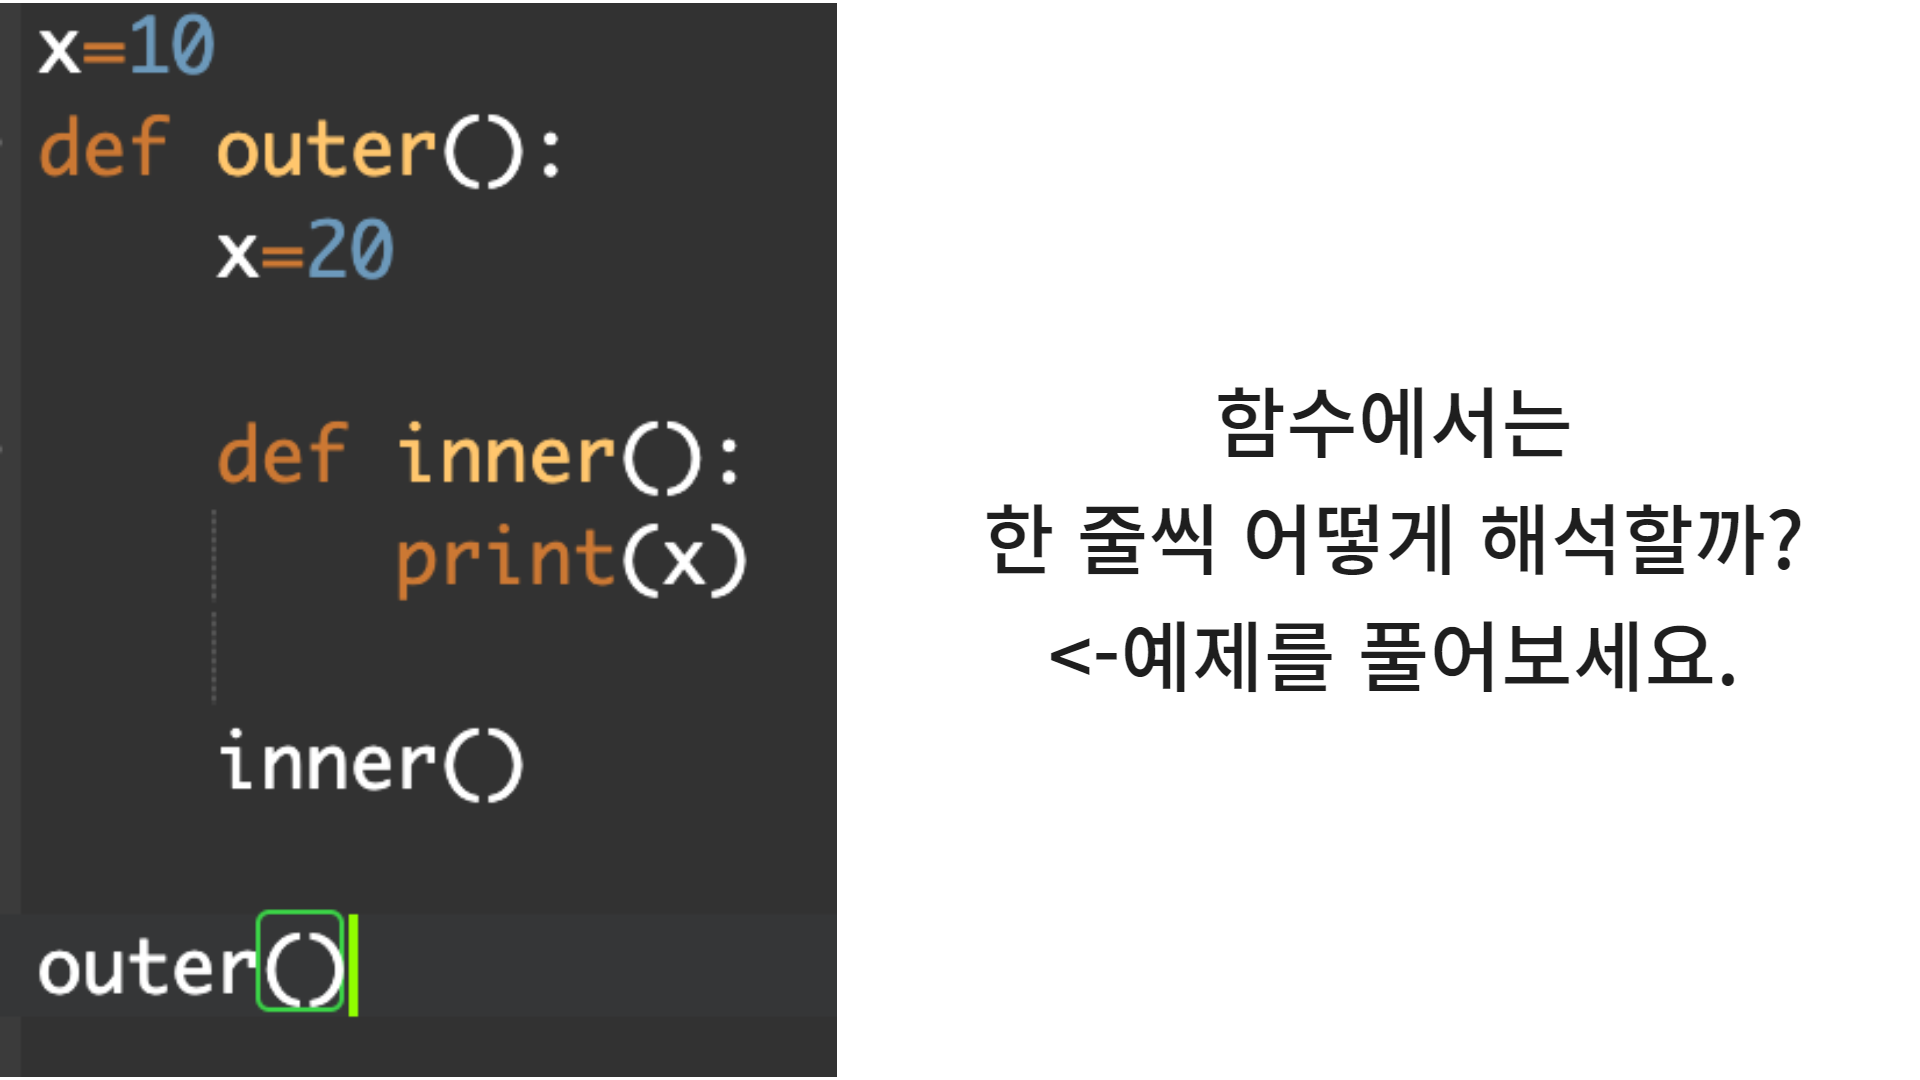 x=10
def outer():
    x=20
    def inner():
        print(x)
    inner()
outer()
함수에서는
한 줄씩 어떻게 해석할까?
<-예제를 풀어보세요.